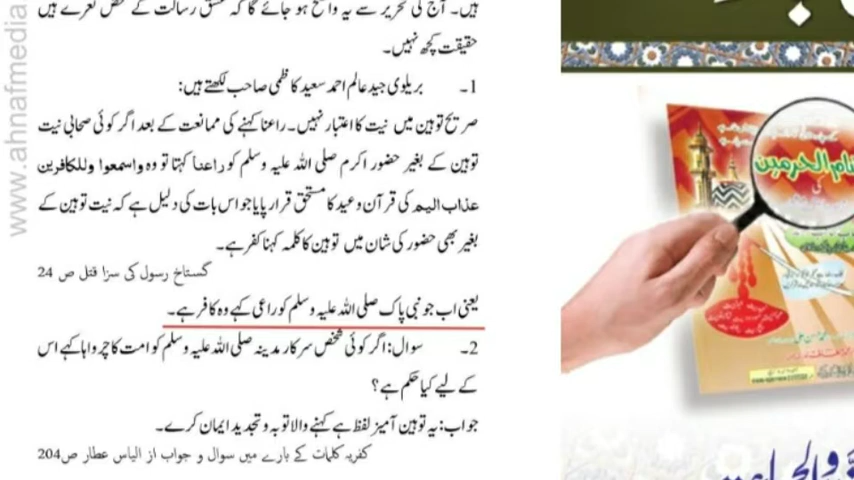 ہیں۔ آج کی تحریر سے یہ واضح ہو جائے گا کہ عشق رسالت کے محض نعرے ہیں
حقیقت کچھ نہیں۔
1۔ بریلوی جید عالم احمد سعید کاظمی صاحب لکھتے ہیں:
صریح توہین میں نیت کا اعتبار نہیں۔ راعنا کہنے کی ممانعت کے بعد اگر کوئی صحابی نیت
توہین کے بغیر حضور اکرم صلی اللہ علیہ وسلم کو راعنا کہتا تو وہ واسمعوا وللکافرین
عذاب الیم کی قرآن وعید کا مستحق قرار پایا جو اس بات کی دلیل ہے کہ نیت توہین کے
بغیر بھی حضور کی شان میں توہین کا کلمہ کہنا کفر ہے۔
گستاخ رسول کی سزا قتل ص 24
یعنی اب جو نبی پاک صلی اللہ علیہ وسلم کو راعی کہے وہ کافر ہے۔
2۔ سوال: اگر کوئی شخص سرکار مدینہ صلی اللہ علیہ وسلم کو امت کا چرواہا کہے اس
کے لیے کیا حکم ہے؟
جواب: یہ توہین آمیز لفظ ہے کہنے والا توبہ و تجدید ایمان کرے۔
کفریہ کلمات کے بارے میں سوال و جواب از الیاس عطار ص204
www.ahnafmedia
الحرمین